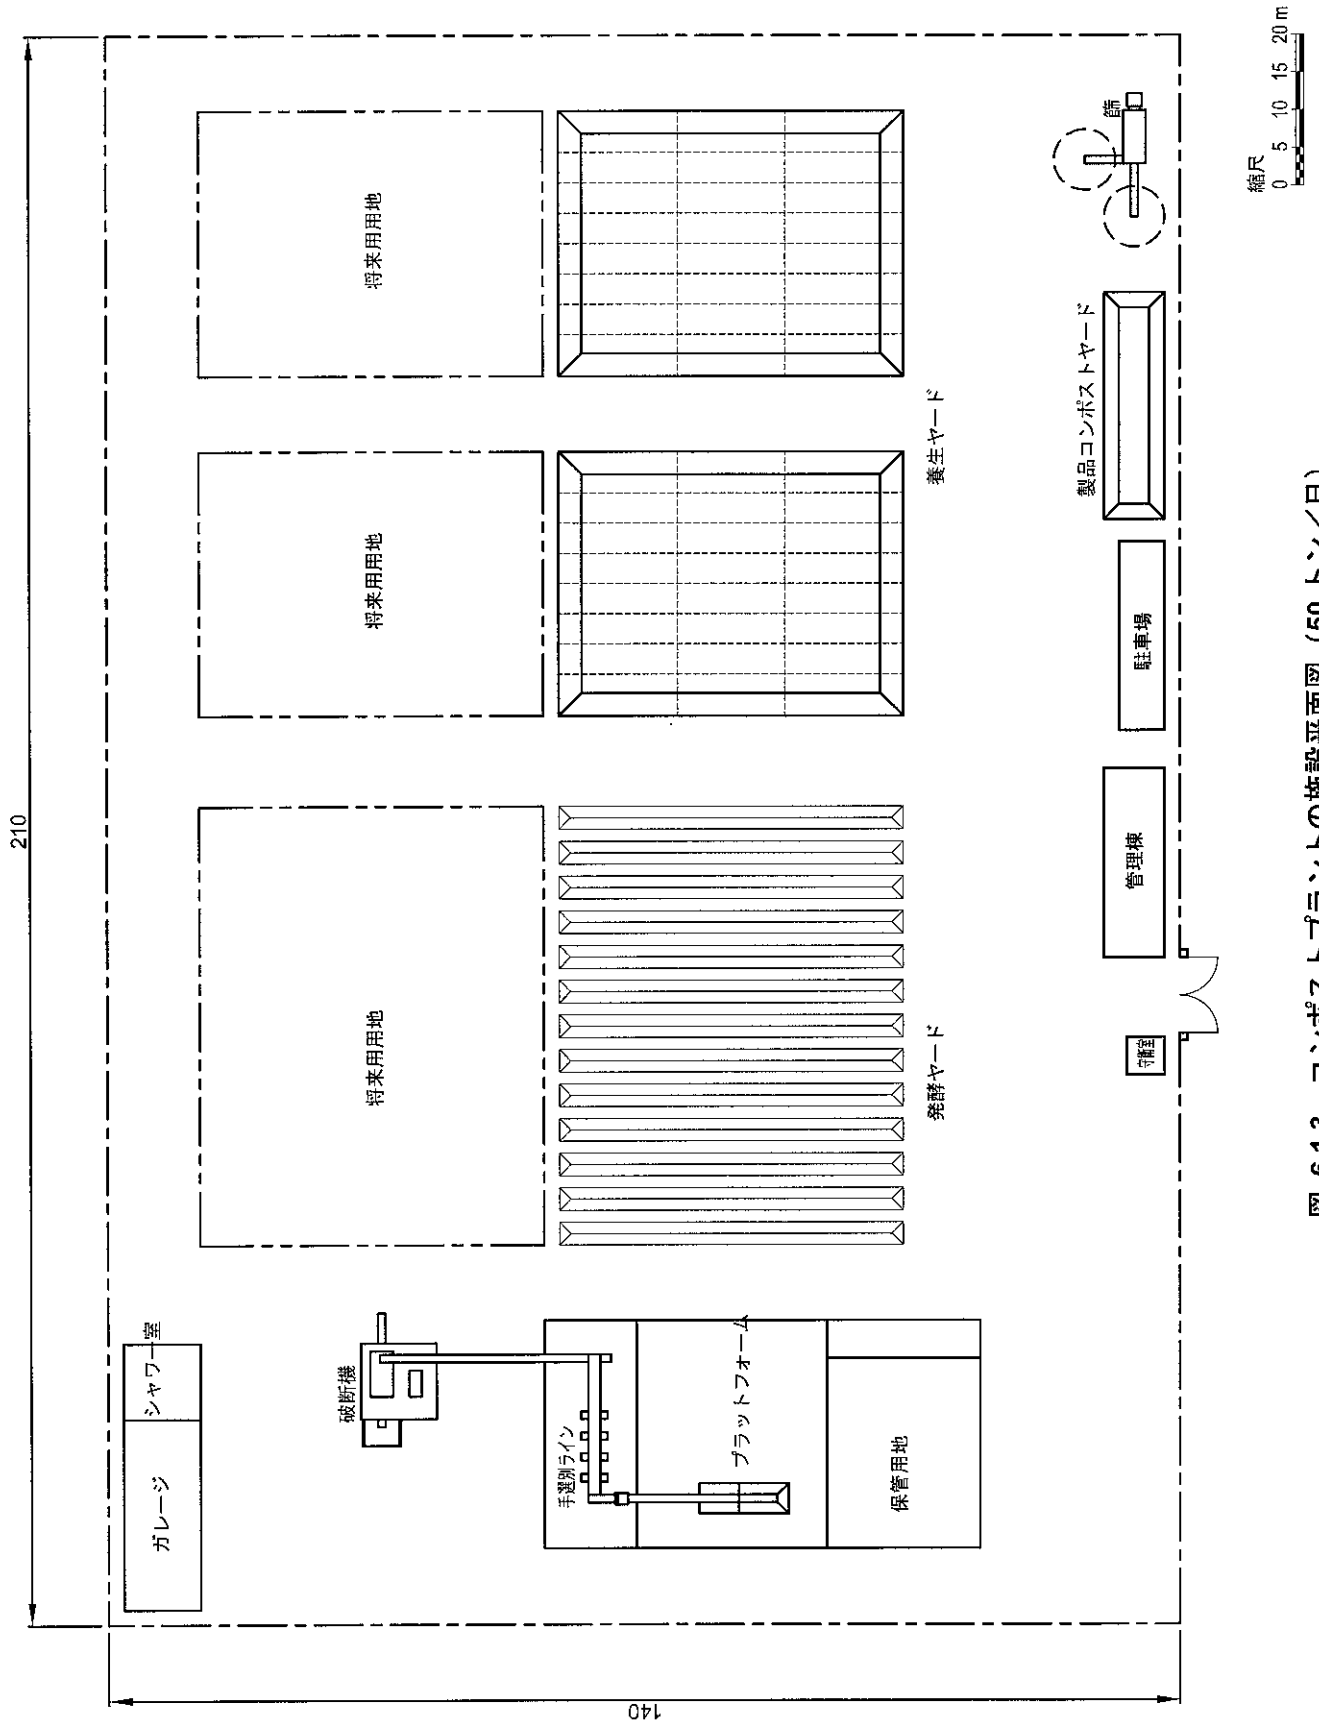 210
140
ガレージ
シャワー室
破断機
手選別ライン
プラットフォーム
保管用地
将来用用地
将来用用地
将来用用地
発酵ヤード
養生ヤード
守衛室
管理棟
駐車場
製品コンポストヤード
篩
縮尺
0 5 10 15 20 m
コンポストプラントの施設平面図(50 トン/日)